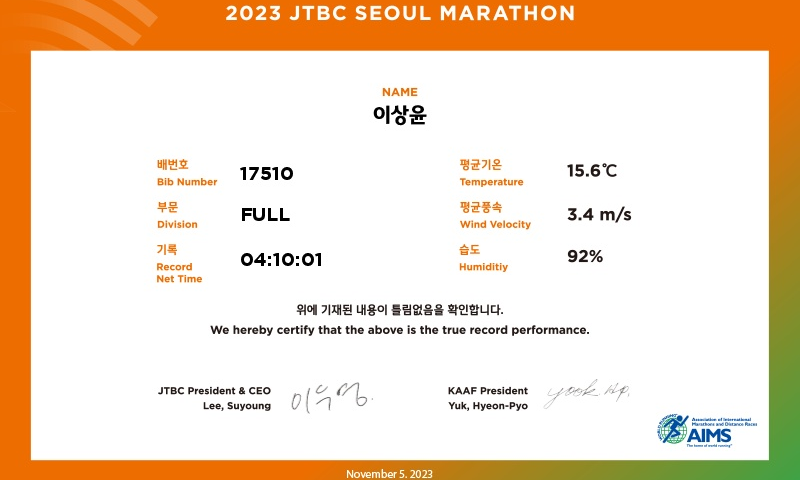 2023 JTBC SEOUL MARATHON
NAME
이상윤
배번호
Bib Number
17510
부문
Division
FULL
기록
Record
Net Time
04:10:01
평균기온
Temperature
15.6℃
평균풍속
Wind Velocity
3.4 m/s
습도
Humiditiy
92%
위에 기재된 내용이 틀림없음을 확인합니다.
We hereby certify that the above is the true record performance.
JTBC President & CEO
Lee, Suyoung
이수영
KAAF President
Yuk, Hyeon-Pyo
yook H.P.
Association of International
Marathons and Distance Races
AIMS
"The home of world running"
November 5, 2023